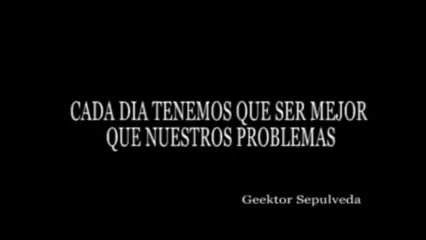 CADA DIA TENEMOS QUE SER MEJOR
QUE NUESTROS PROBLEMAS
Geektor Sepulveda